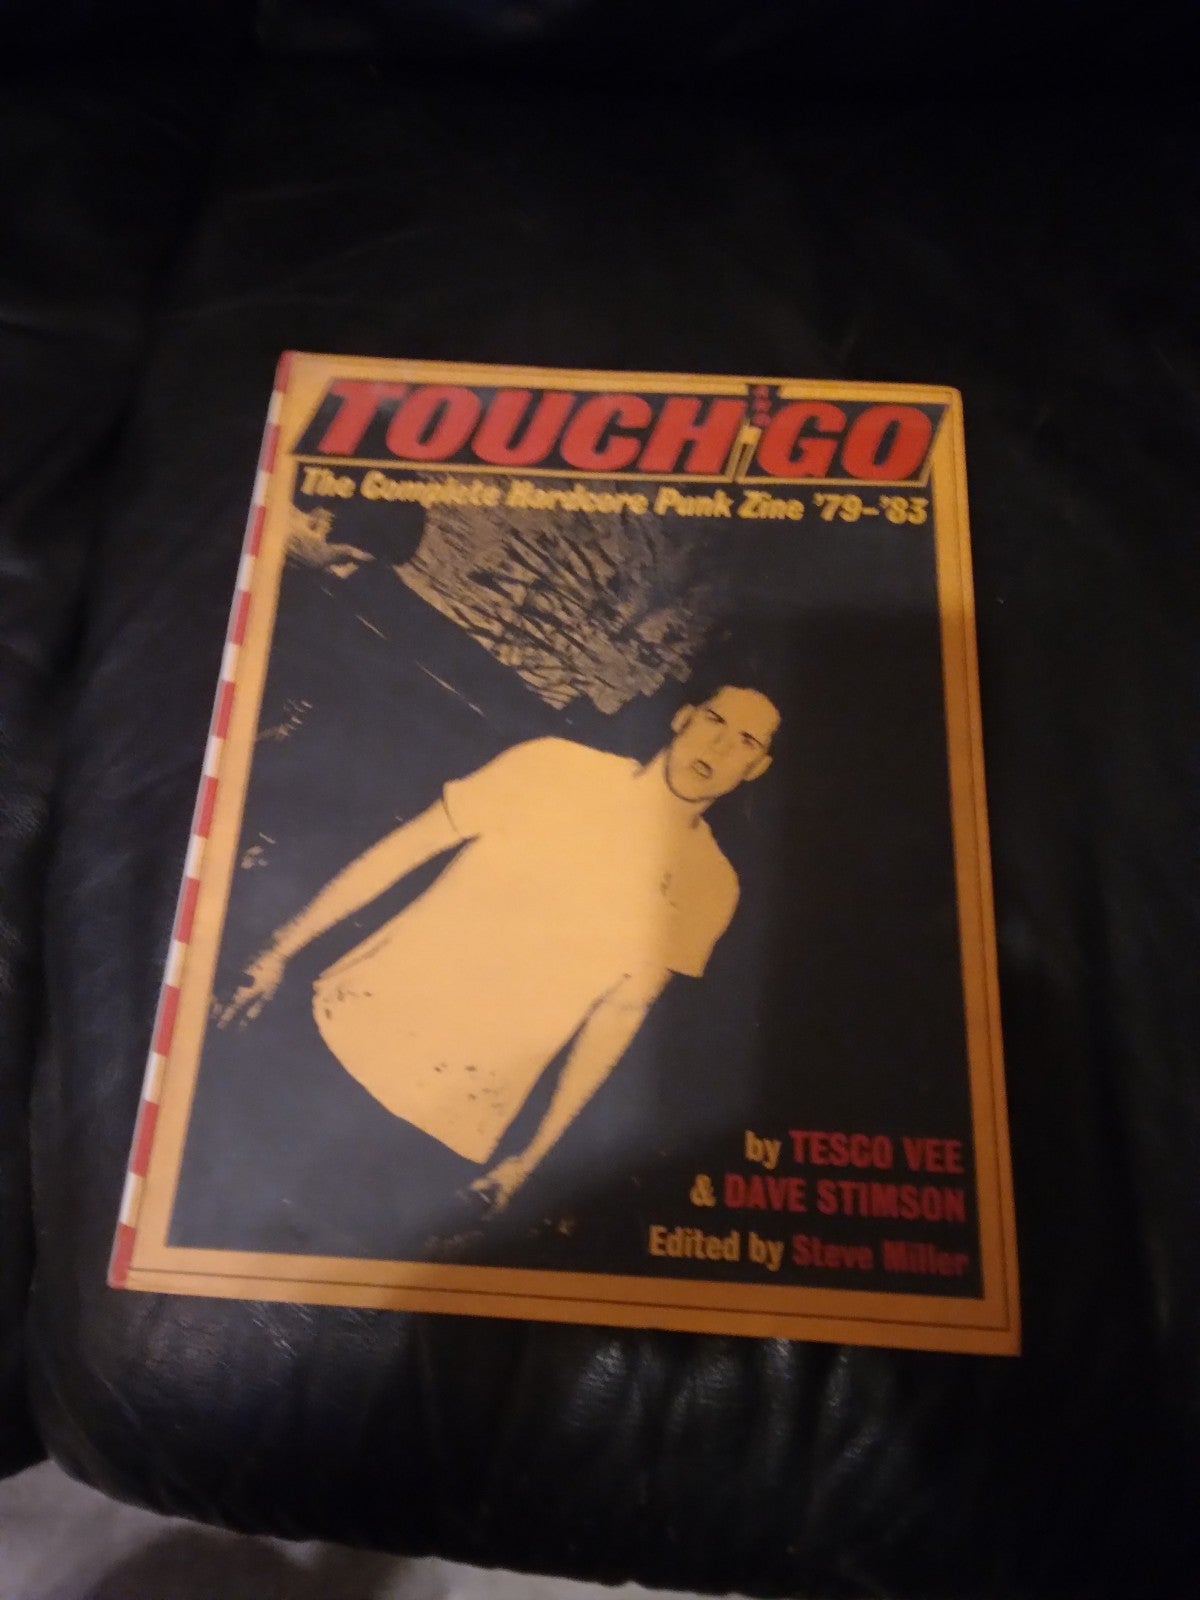 TOUCH AND GO
The Complete Hardcore Punk Zine '79-'83
by TESCO VEE
& DAVE STIMSON
Edited by Steve Miller